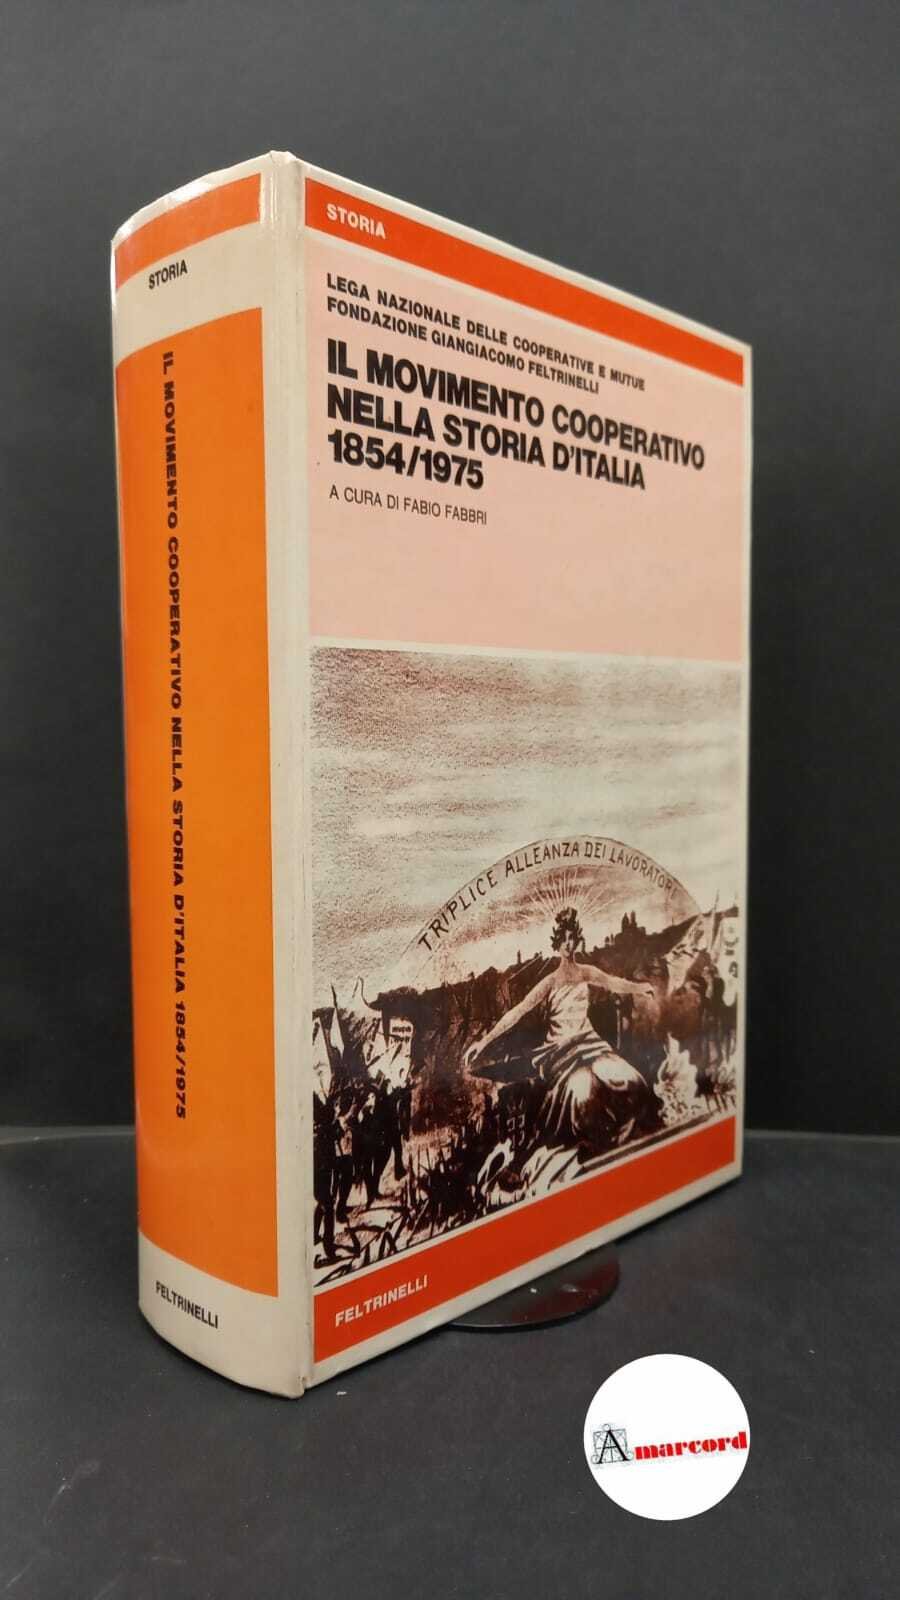 STORIA
IL MOVIMENTO COOPERATIVO NELLA STORIA D'ITALIA 1854/1975
FELTRINELLI
STORIA
LEGA NAZIONALE DELLE COOPERATIVE E MUTUE
FONDAZIONE GIANGIACOMO FELTRINELLI
IL MOVIMENTO COOPERATIVO
NELLA STORIA D'ITALIA
1854/1975
A CURA DI FABIO FABBRI
TRIPLICE ALLEANZA DEI LAVORATORI
FELTRINELLI
Amarcord